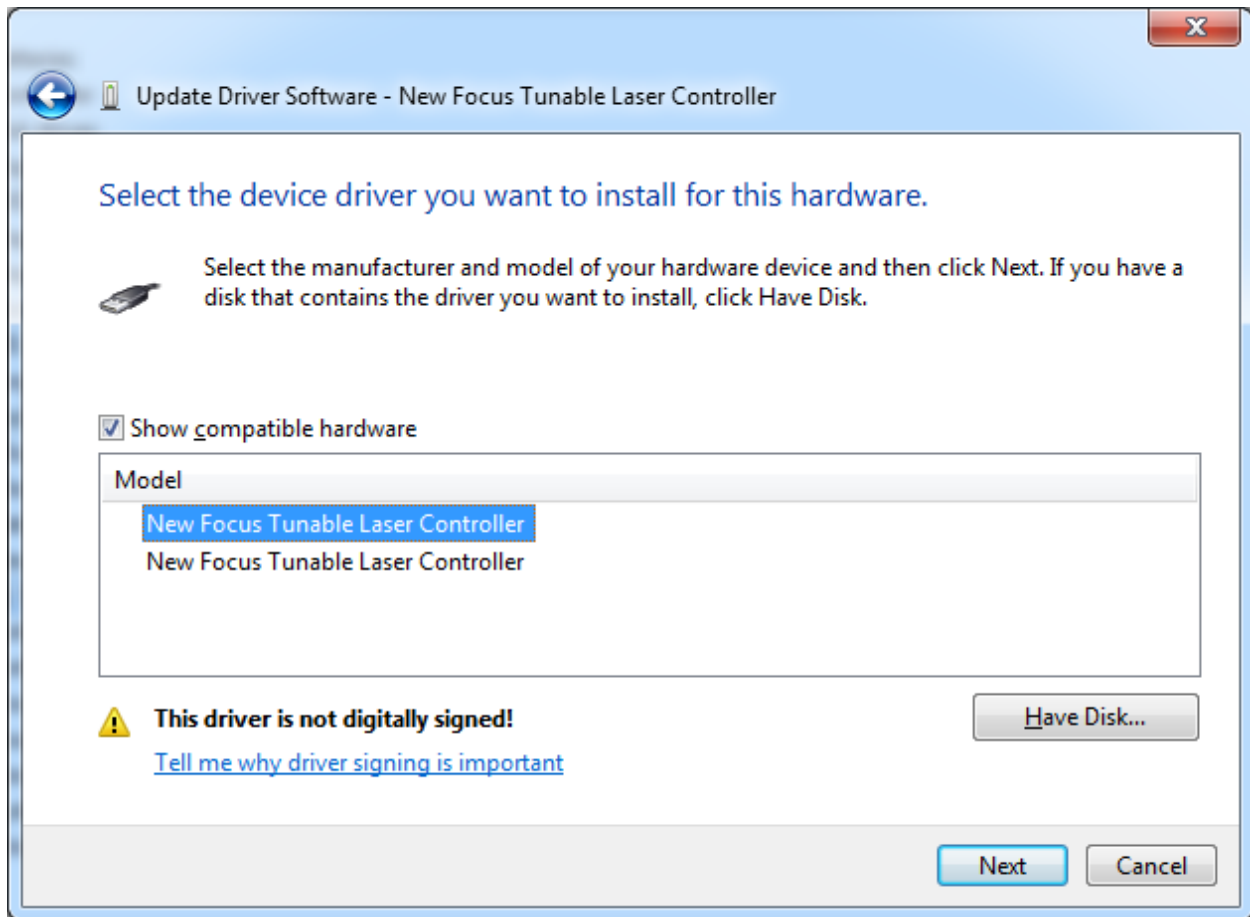 Update Driver Software - New Focus Tunable Laser Controller
Select the device driver you want to install for this hardware.
Select the manufacturer and model of your hardware device and then click Next. If you have a
disk that contains the driver you want to install, click Have Disk.
Show compatible hardware
Model
New Focus Tunable Laser Controller
New Focus Tunable Laser Controller
This driver is not digitally signed!
Have Disk...
Tell me why driver signing is important
Next
Cancel